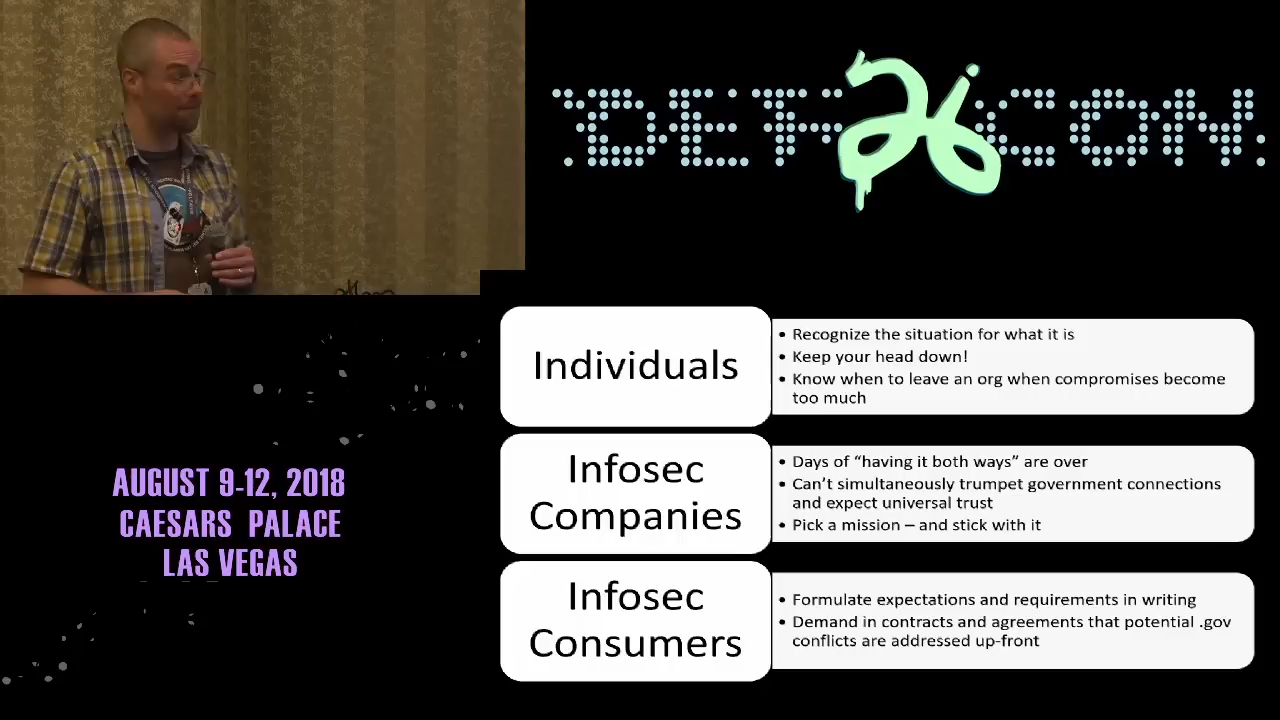 DEF 26 CON
Individuals
• Recognize the situation for what it is
• Keep your head down!
• Know when to leave an org when compromises become
too much
Infosec
Companies
• Days of “having it both ways” are over
• Can’t simultaneously trumpet government connections
and expect universal trust
• Pick a mission – and stick with it
Infosec
Consumers
• Formulate expectations and requirements in writing
• Demand in contracts and agreements that potential .gov
conflicts are addressed up-front
AUGUST 9-12, 2018
CAESARS PALACE
LAS VEGAS